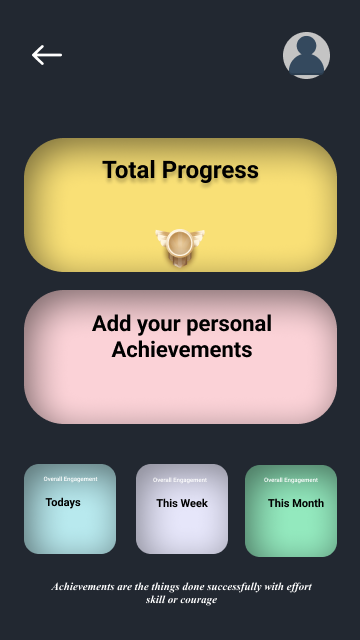 Total Progress
Add your personal
Achievements
Overall Engagement
Todays
Overall Engagement
This Week
Overall Engagement
This Month
Achievements are the things done successfully with effort
skill or courage